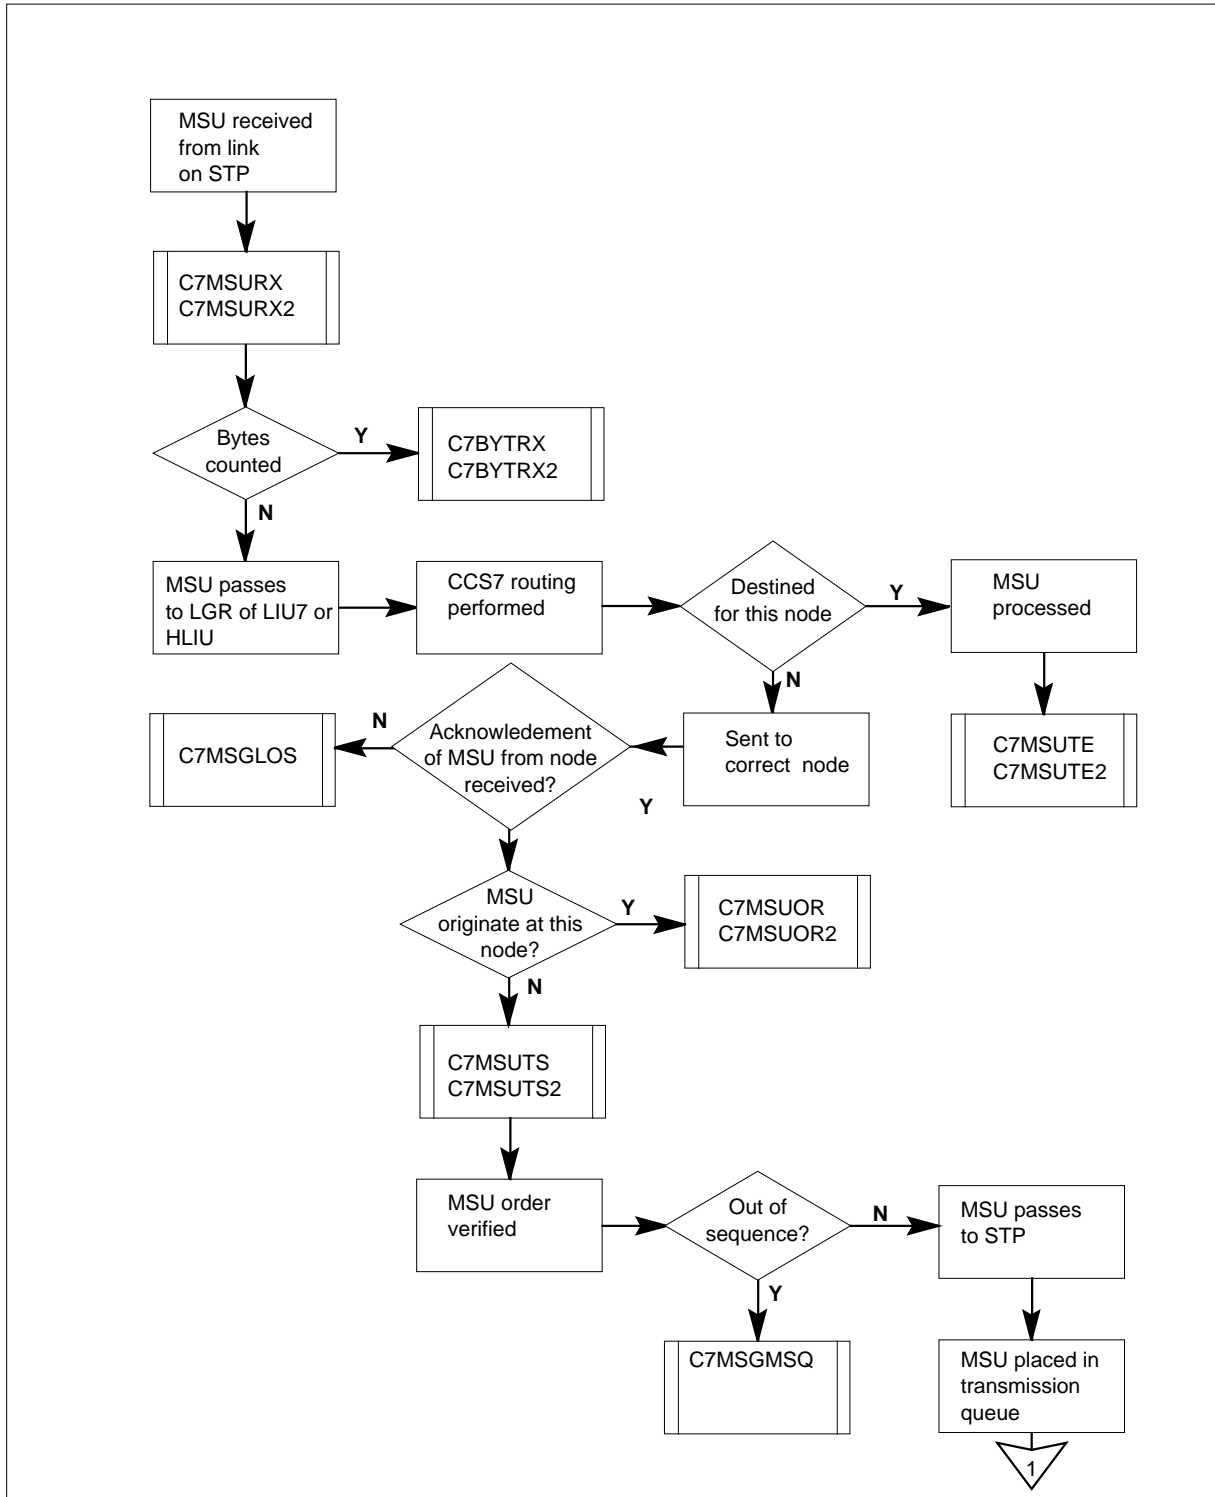 MSU received
from link
on STP
C7MSURX
C7MSURX2
Bytes
counted
Y
C7BYTRX
C7BYTRX2
N
MSU passes
to LGR of LIU7 or
HLIU
CCS7 routing
performed
Destined
for this node
Y
MSU
processed
N
C7MSUTE
C7MSUTE2
Sent to
correct node
Acknowledement
of MSU from node
received?
N
C7MSGLOS
Y
MSU
originate at this
node?
Y
C7MSUOR
C7MSUOR2
N
C7MSUTS
C7MSUTS2
MSU order
verified
Out of
sequence?
N
MSU passes
to STP
Y
C7MSGMSQ
MSU placed in
transmission
queue
1